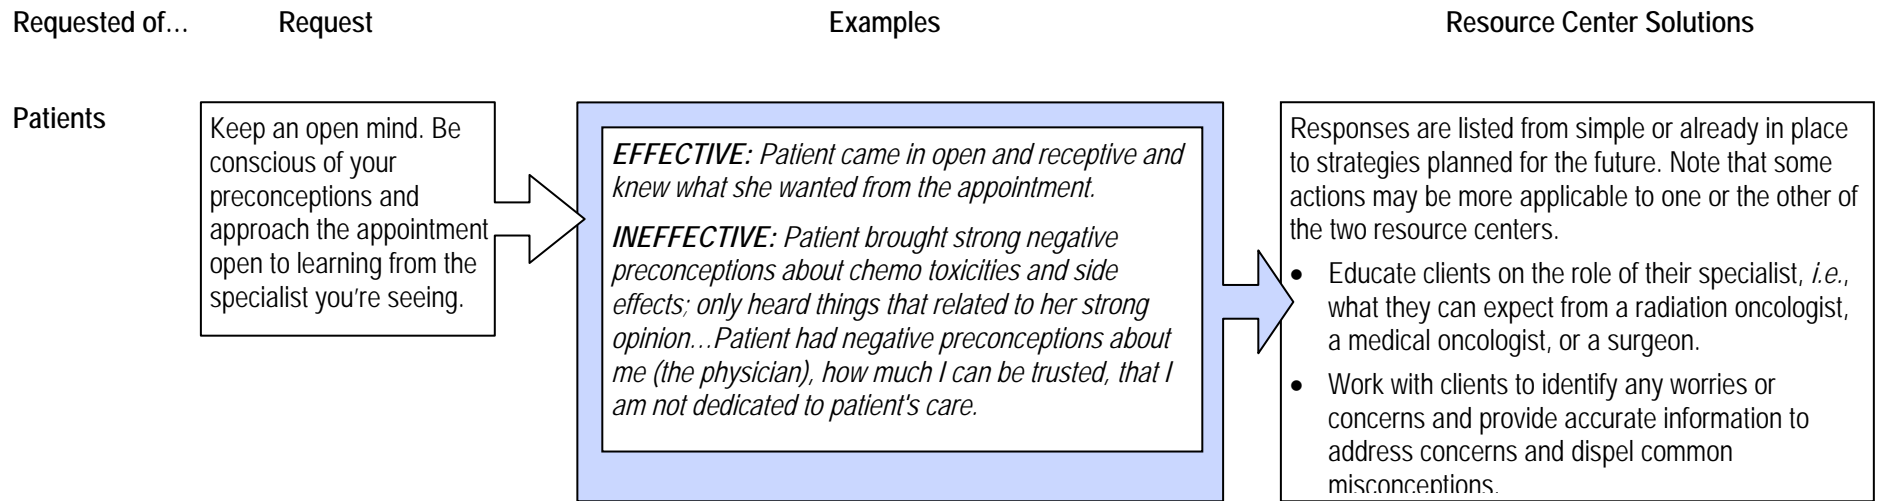 Requested of… Request Examples Resource Center Solutions
Patients
Keep an open mind. Be
conscious of your
preconceptions and
approach the appointment
open to learning from the
specialist you're seeing.
EFFECTIVE: Patient came in open and receptive and
knew what she wanted from the appointment.
INEFFECTIVE: Patient brought strong negative
preconceptions about chemo toxicities and side
effects; only heard things that related to her strong
opinion…Patient had negative preconceptions about
me (the physician), how much I can be trusted, that I
am not dedicated to patient's care.
Responses are listed from simple or already in place
to strategies planned for the future. Note that some
actions may be more applicable to one or the other of
the two resource centers.
• Educate clients on the role of their specialist, i.e.,
what they can expect from a radiation oncologist,
a medical oncologist, or a surgeon.
• Work with clients to identify any worries or
concerns and provide accurate information to
address concerns and dispel common
misconceptions.